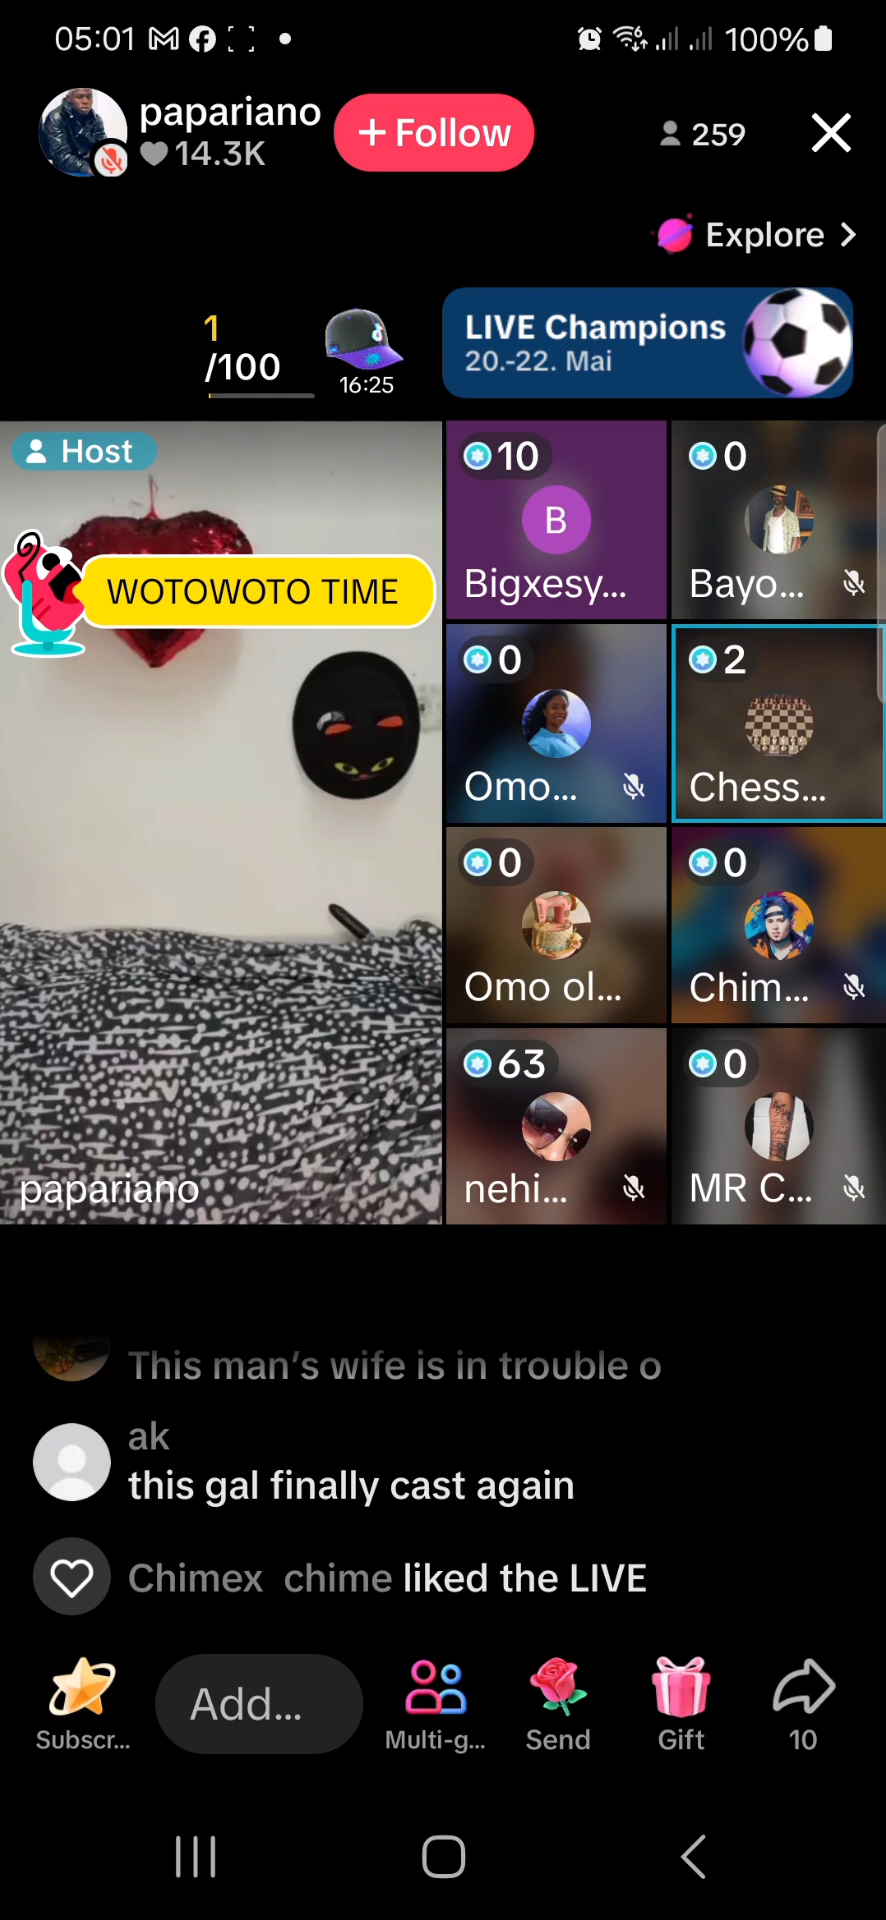 05:01
100%
papariano
14.3K
+ Follow
259
Explore
1
/100
16:25
LIVE Champions
20.-22. Mai
Host
WOTOWOTO TIME
papariano
10
B
Bigxesy...
0
Bayo...
0
Omo...
2
Chess...
0
Omo ol...
0
Chim...
63
nehi...
0
MR C...
This man's wife is in trouble o
ak
this gal finally cast again
Chimex chime liked the LIVE
Subscr...
Add...
Multi-g...
Send
Gift
10